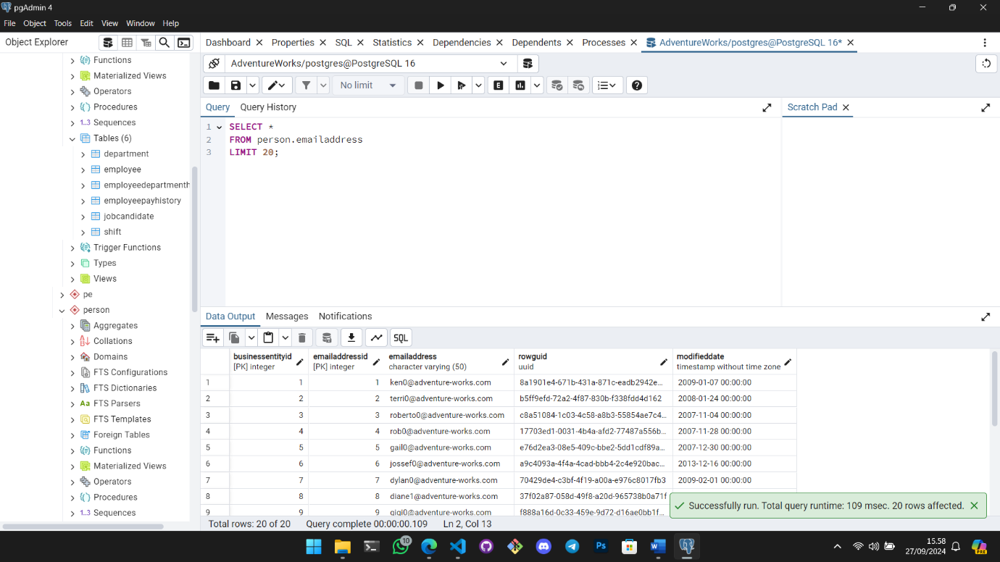 pgAdmin 4
File Object Tools Edit View Window Help
Object Explorer
Dashboard Properties SQL Statistics Dependencies Dependents Processes AdventureWorks/postgres@PostgreSQL 16*
AdventureWorks/postgres@PostgreSQL 16
No limit
E
Query Query History
Scratch Pad
1 SELECT *
2 FROM person.emailaddress
3 LIMIT 20;
Functions
Materialized Views
Operators
Procedures
1..3 Sequences
Tables (6)
department
employee
employeedepartmenth
employeepayhistory
jobcandidate
shift
Trigger Functions
Types
Views
pe
person
Aggregates
Collations
Domains
FTS Configurations
FTS Dictionaries
Aa FTS Parsers
FTS Templates
Foreign Tables
Functions
Materialized Views
Operators
Procedures
1..3 Sequences
Data Output Messages Notifications
SQL
businessentityid emailaddressid emailaddress rowguid modifieddate
[PK] integer [PK] integer character varying (50) uuid timestamp without time zone
1 1 1 ken0@adventure-works.com 8a1901e4-671b-431a-871c-eadb2942e... 2009-01-07 00:00:00
2 2 2 terri0@adventure-works.com b5ff9efd-72a2-4f87-830b-f338fdd4d162 2008-01-24 00:00:00
3 3 3 roberto0@adventure-works.com c8a51084-1c03-4c58-a8b3-55854ae7c4... 2007-11-04 00:00:00
4 4 4 rob0@adventure-works.com 17703ed1-0031-4b4a-afd2-77487a556b... 2007-11-28 00:00:00
5 5 5 gail0@adventure-works.com e76d2ea3-08e5-409c-bbe2-5dd1cdf89a... 2007-12-30 00:00:00
6 6 6 jossef0@adventure-works.com a9c4093a-4f4a-4cad-bbb4-2c4e920bac... 2013-12-16 00:00:00
7 7 7 dylan0@adventure-works.com 70429de4-c3bf-4f19-a00a-e976c8017fb3 2009-02-01 00:00:00
8 8 8 diane1@adventure-works.com 37f02a87-058d-49f8-a20d-965738b0a71f
9 9 9 gigi0@adventure-works.com f888a16d-0c33-459e-9d72-d16ae0bb1f...
Successfully run. Total query runtime: 109 msec. 20 rows affected.
Total rows: 20 of 20 Query complete 00:00:00.109 Ln 2, Col 13
10
Ps
W
PRE
15.58
27/09/2024